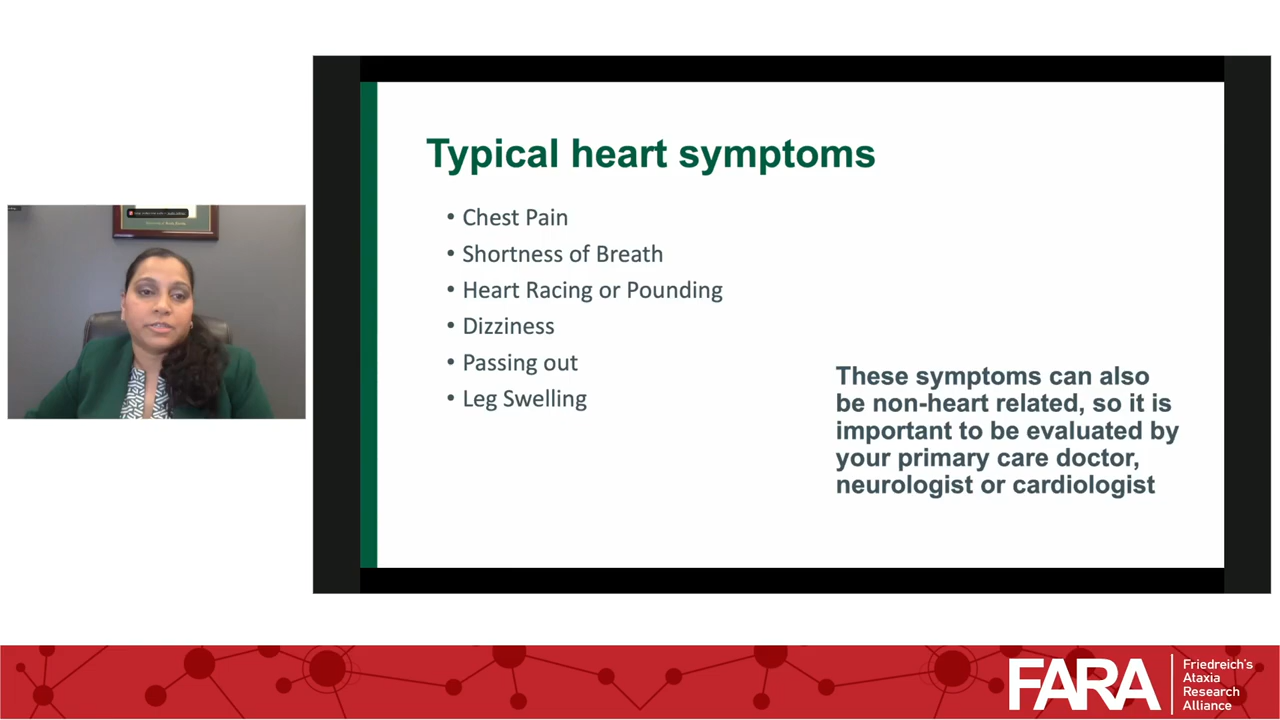 Typical heart symptoms
• Chest Pain
• Shortness of Breath
• Heart Racing or Pounding
• Dizziness
• Passing out
• Leg Swelling
These symptoms can also
be non-heart related, so it is
important to be evaluated by
your primary care doctor,
neurologist or cardiologist
FARA
Friedreich's
Ataxia
Research
Alliance